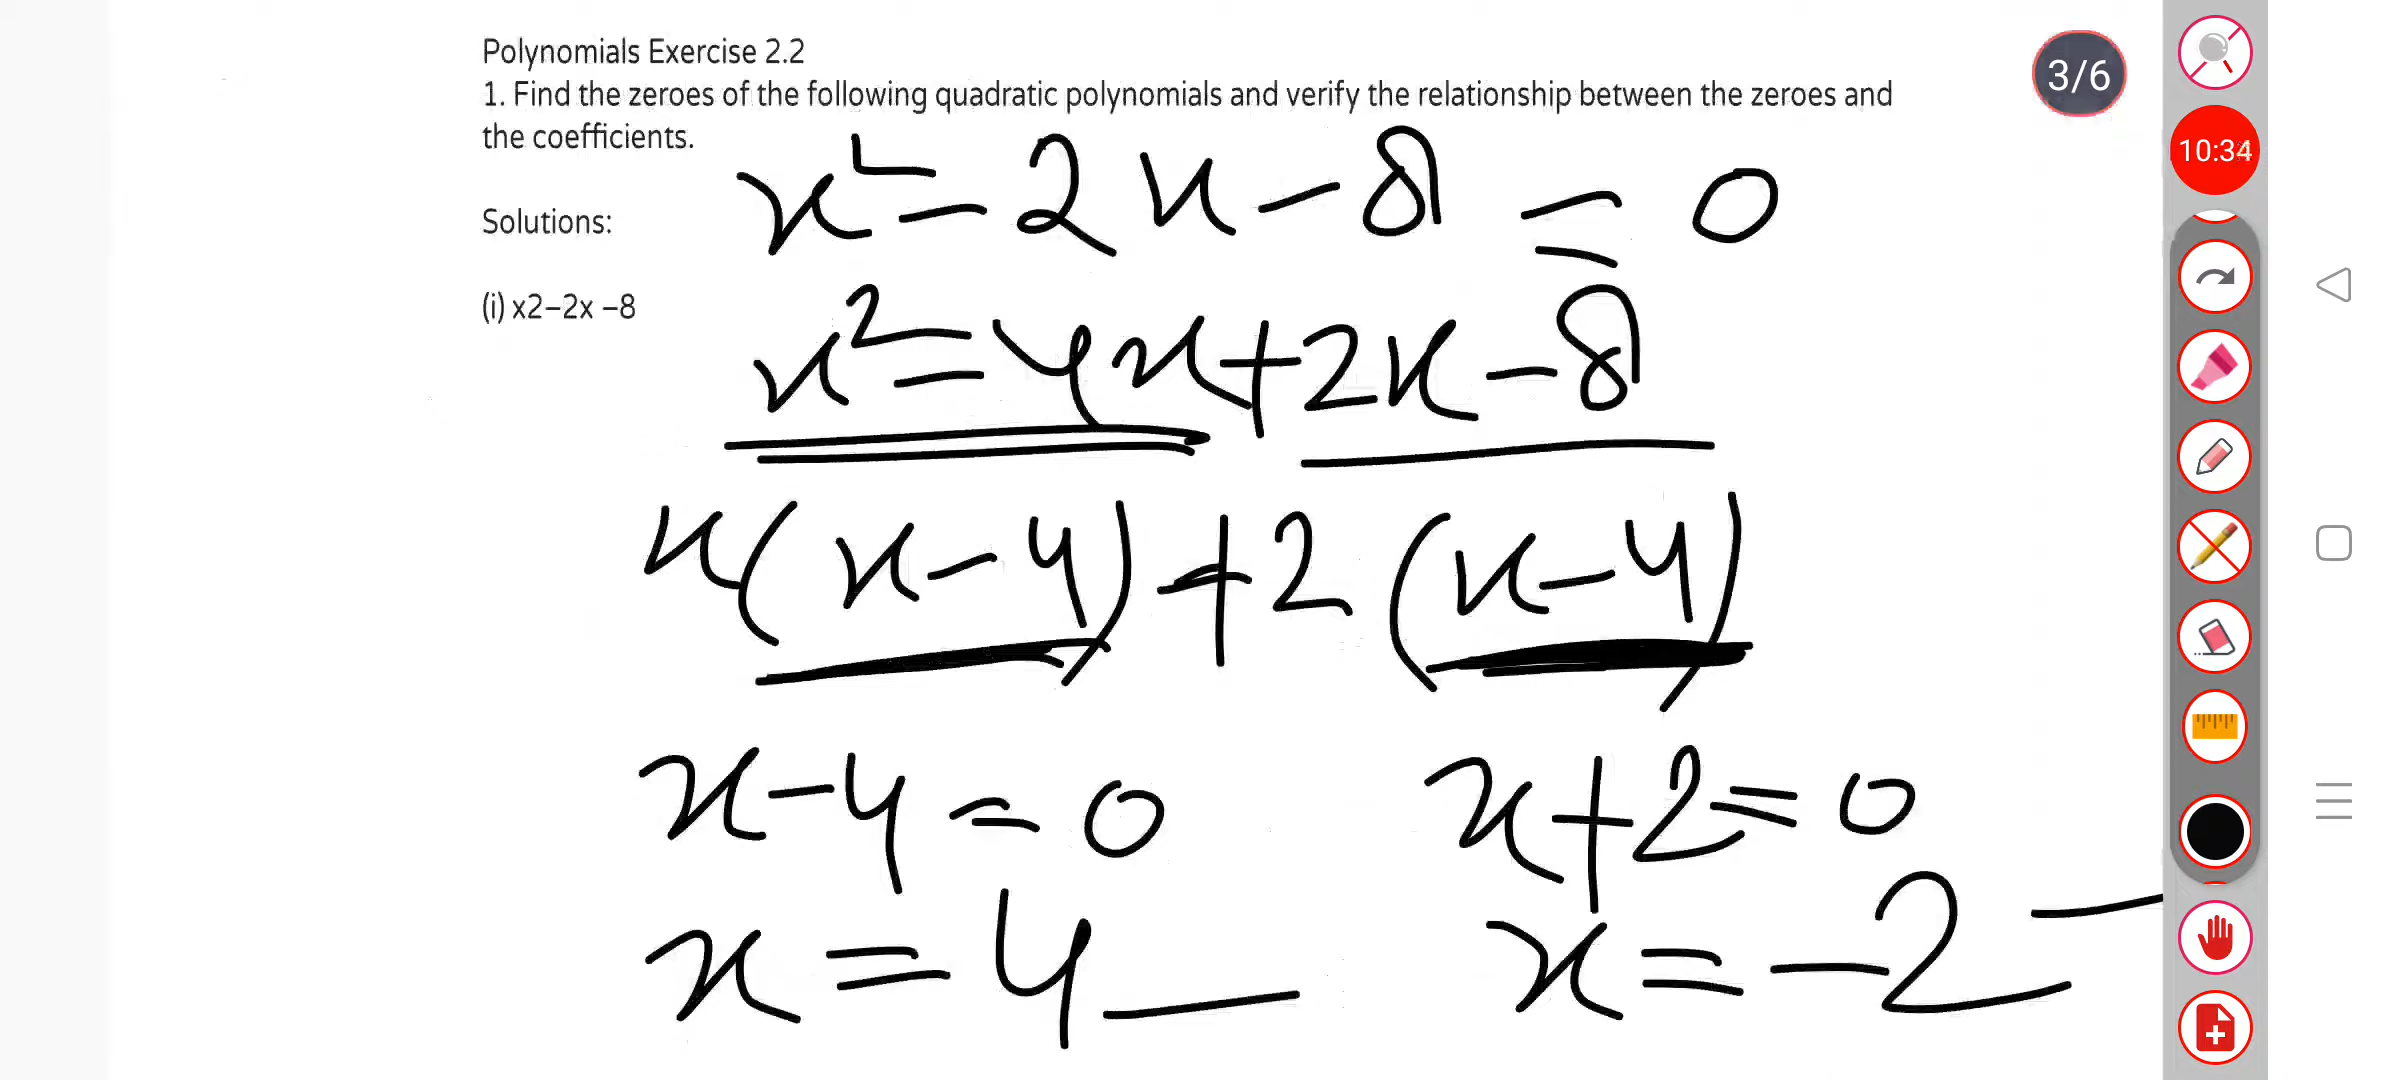 Polynomials Exercise 2.2
1. Find the zeroes of the following quadratic polynomials and verify the relationship between the zeroes and
the coefficients.
3/6
10:34
x² - 2x - 8 = 0
Solutions:
(i) x2–2x –8
x² - 4x + 2x - 8
x(x-4) + 2(x-4)
x-4 = 0 x+2 = 0
x = 4 x = -2